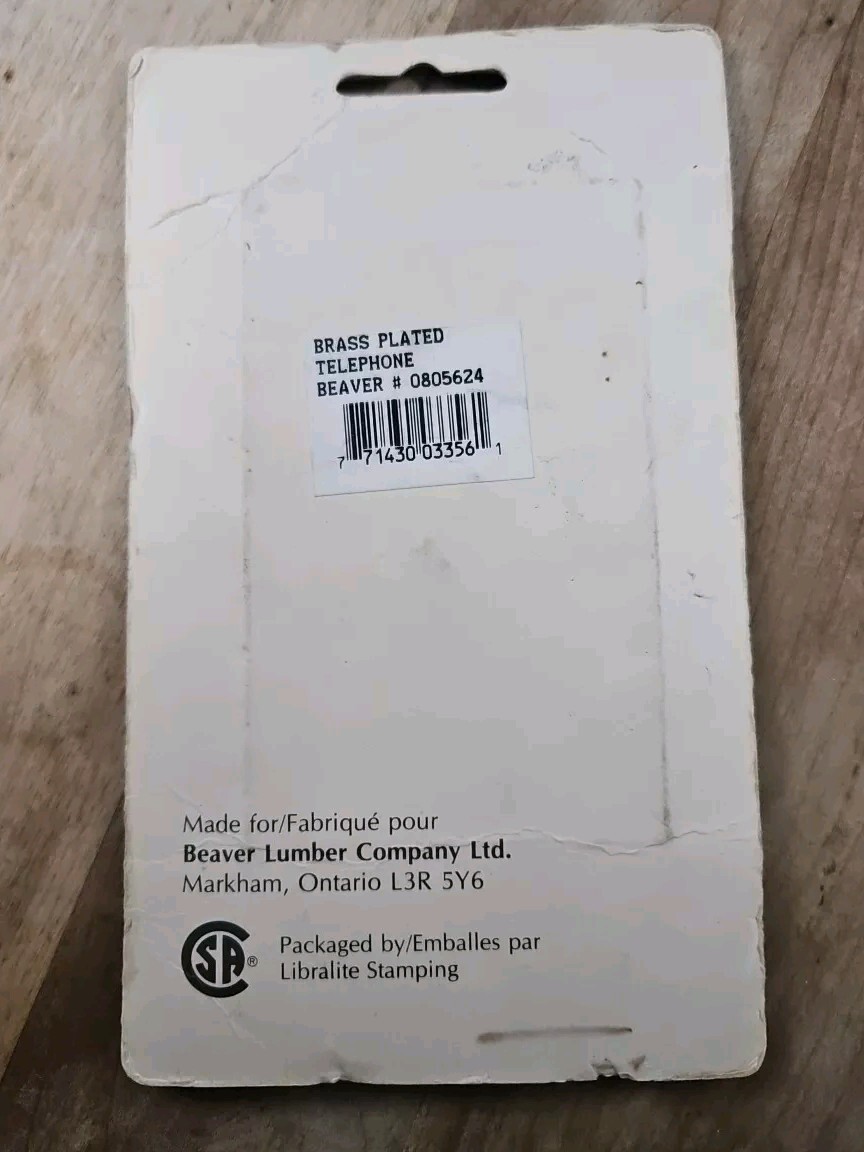 BRASS PLATED
TELEPHONE
BEAVER # 0805624
7 71430 03356 1
Made for/Fabriqué pour
Beaver Lumber Company Ltd.
Markham, Ontario L3R 5Y6
CSA®
Packaged by/Emballes par
Libralite Stamping